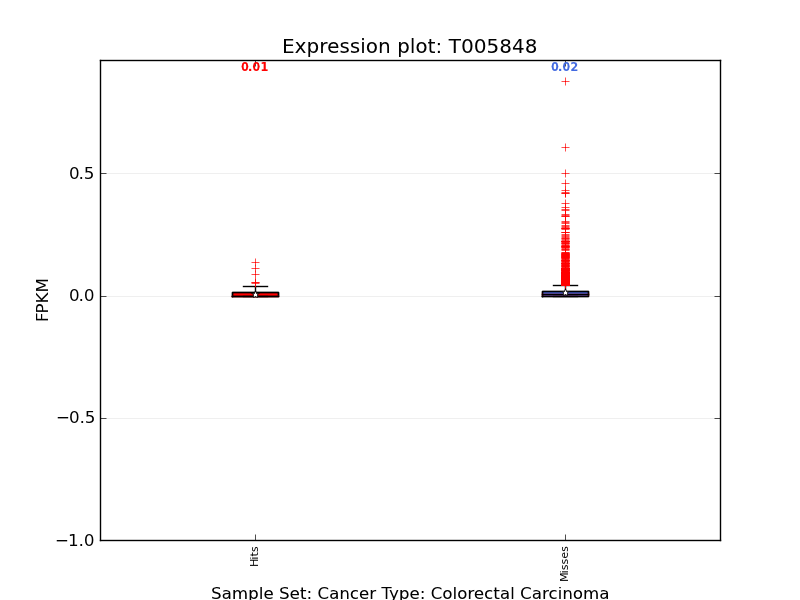 Expression plot: T005848
0.01
0.02
0.5
0.0
−0.5
−1.0
FPKM
Hits
Misses
Sample Set: Cancer Type: Colorectal Carcinoma